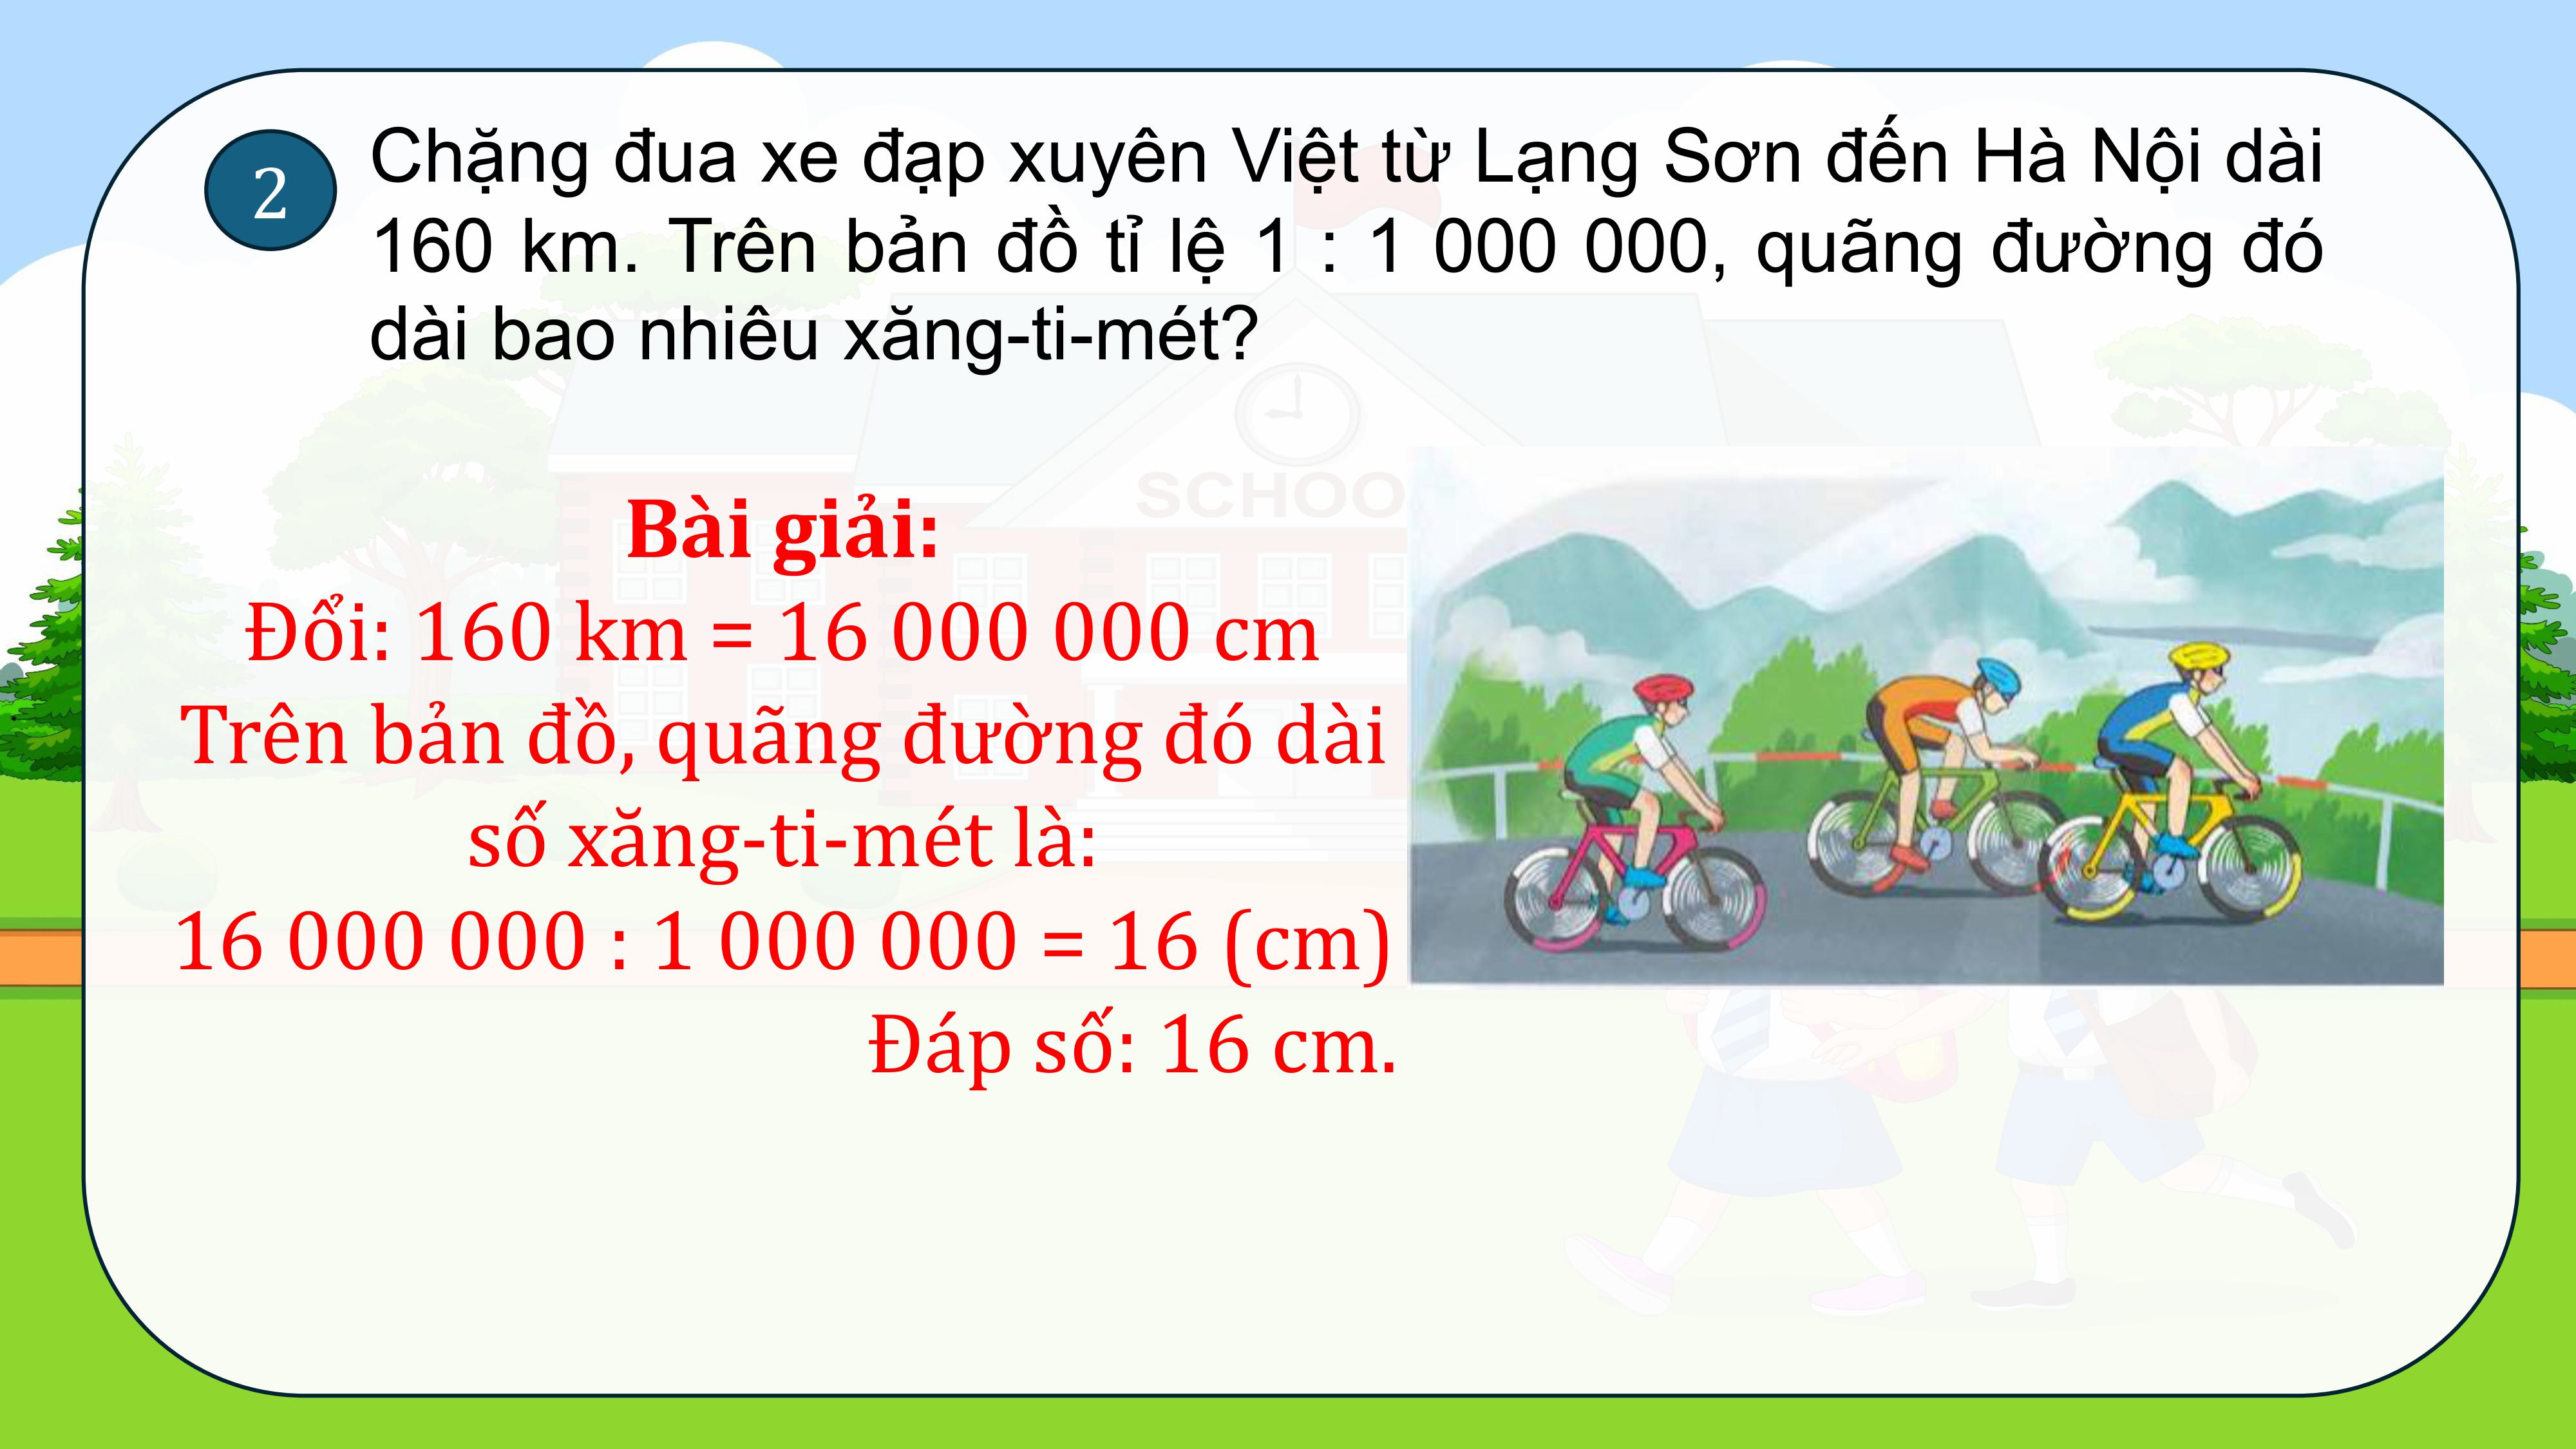 2
Chặng đua xe đạp xuyên Việt từ Lạng Sơn đến Hà Nội dài
160 km. Trên bản đồ tỉ lệ 1 : 1 000 000, quãng đường đó
dài bao nhiêu xăng-ti-mét?
SCHOO
Bài giải:
Đổi: 160 km = 16 000 000 cm
Trên bản đồ, quãng đường đó dài
số xăng-ti-mét là:
16 000 000 : 1 000 000 = 16 (cm)
Đáp số: 16 cm.